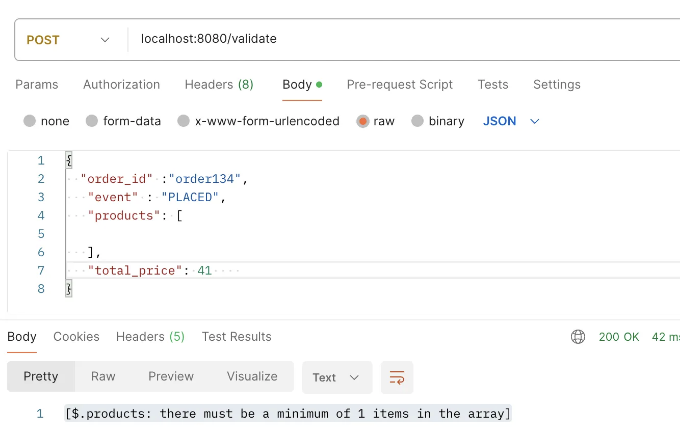 POST localhost:8080/validate
Params Authorization Headers (8) Body Pre-request Script Tests Settings
none form-data x-www-form-urlencoded raw binary JSON
1 {
2 "order_id" :"order134",
3 "event" : "PLACED",
4 "products": [
5
6 ],
7 "total_price": 41
8 }
Body Cookies Headers (5) Test Results 200 OK 42 ms
Pretty Raw Preview Visualize Text
1 [$.products: there must be a minimum of 1 items in the array]